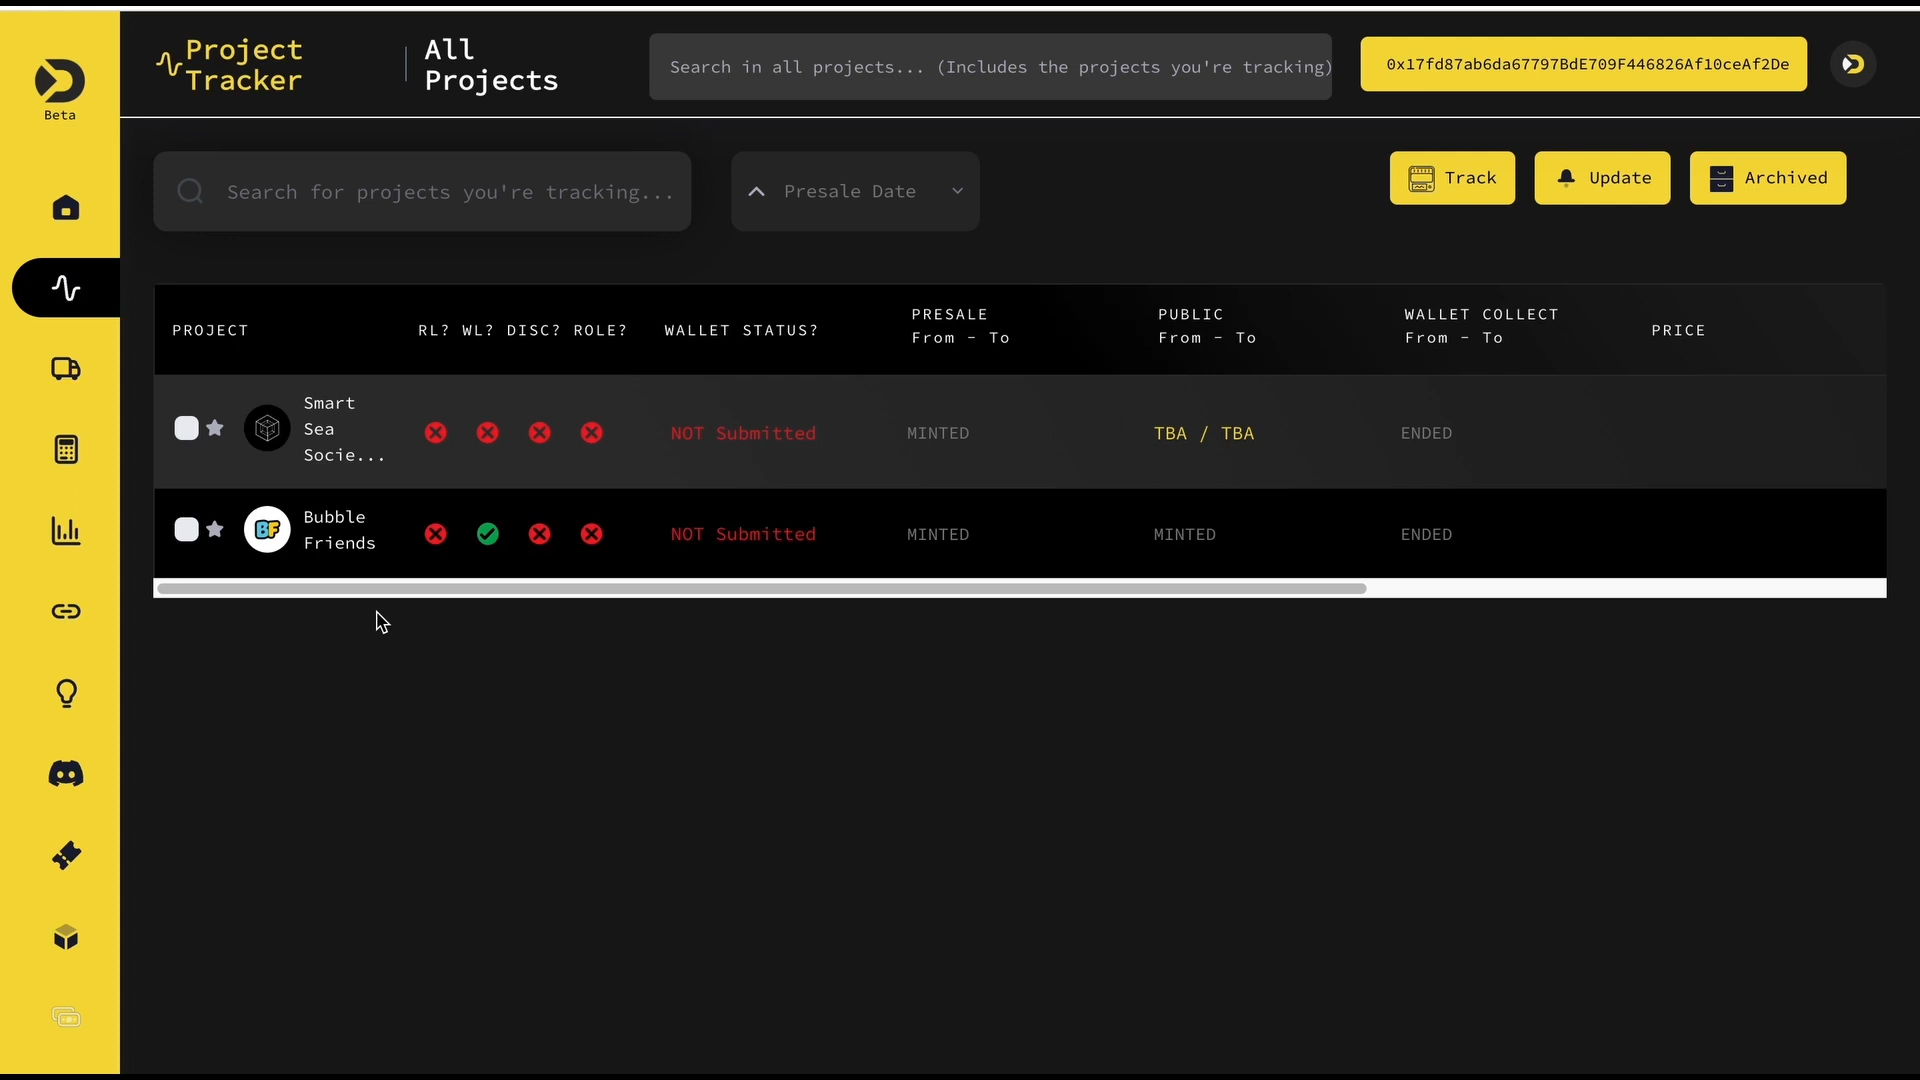 Beta
Project
Tracker
All
Projects
Search in all projects... (Includes the projects you're tracking)
0x17fd87ab6da67797BdE709F446826Af10ceAf2De
Search for projects you're tracking...
Presale Date
Track
Update
Archived
PROJECT
RL? WL? DISC? ROLE?
WALLET STATUS?
PRESALE
From - To
PUBLIC
From - To
WALLET COLLECT
From - To
PRICE
Smart
Sea
Socie...
NOT Submitted
MINTED
TBA / TBA
ENDED
BF
Bubble
Friends
NOT Submitted
MINTED
MINTED
ENDED